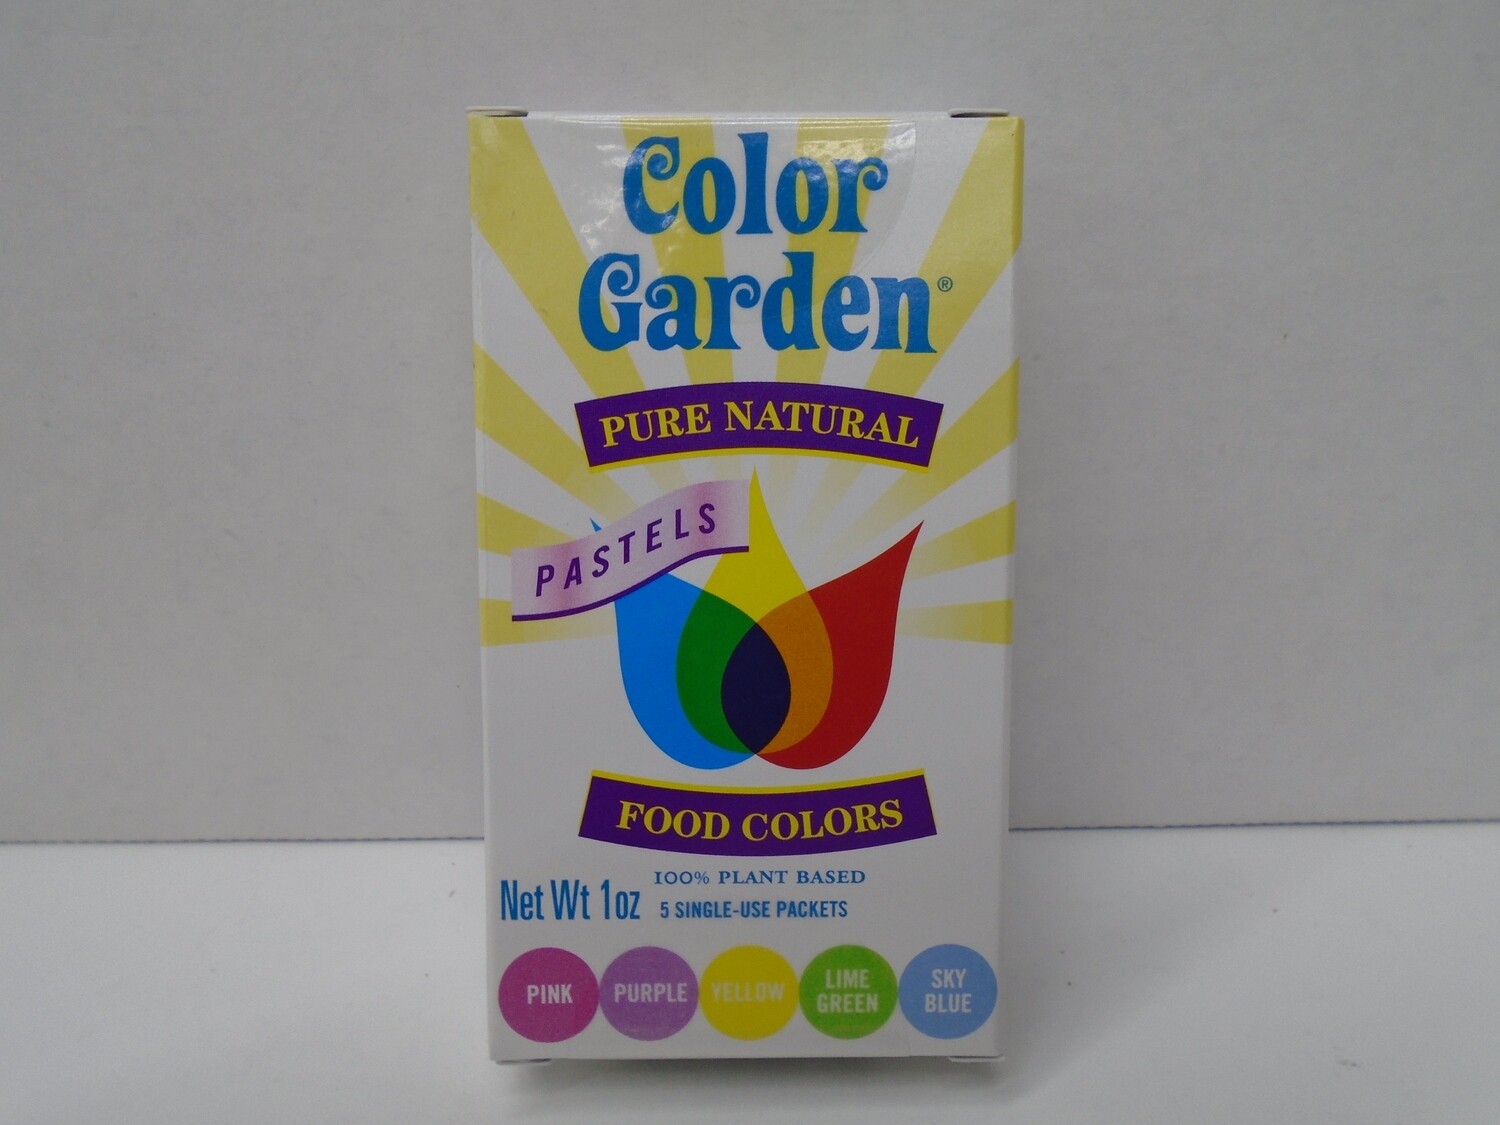 Color
Garden®
PURE NATURAL
PASTELS
FOOD COLORS
100% PLANT BASED
Net Wt 1oz
5 SINGLE-USE PACKETS
PINK
PURPLE
YELLOW
LIME
GREEN
SKY
BLUE